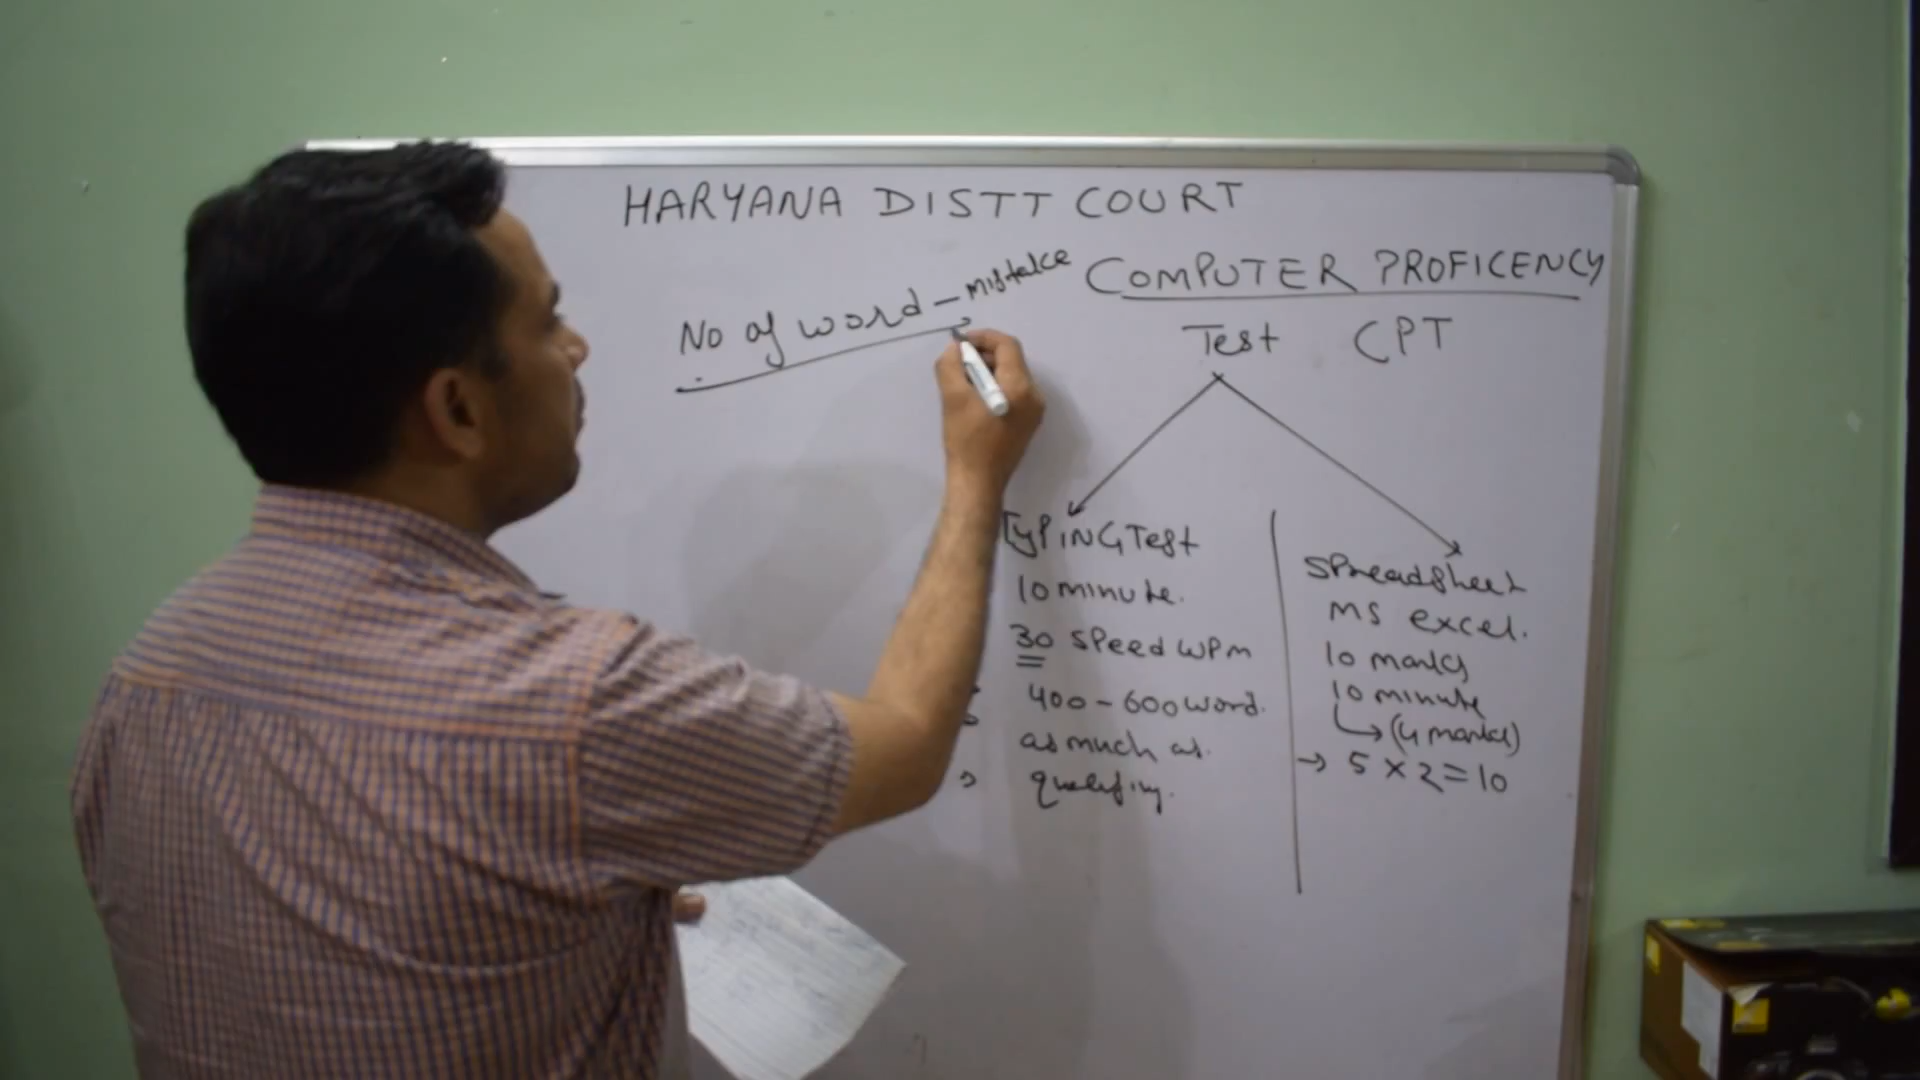 HARYANA DISTT COURT
No of word - mistake
COMPUTER PROFICENCY
Test CPT
TyPiNG Test
10 minute.
30 speed WPM
400 - 600 word.
as much as.
qualifiny.
Spreadsheet
MS excel.
10 marks
10 minute
(4 marks)
→ 5 × 2 = 10